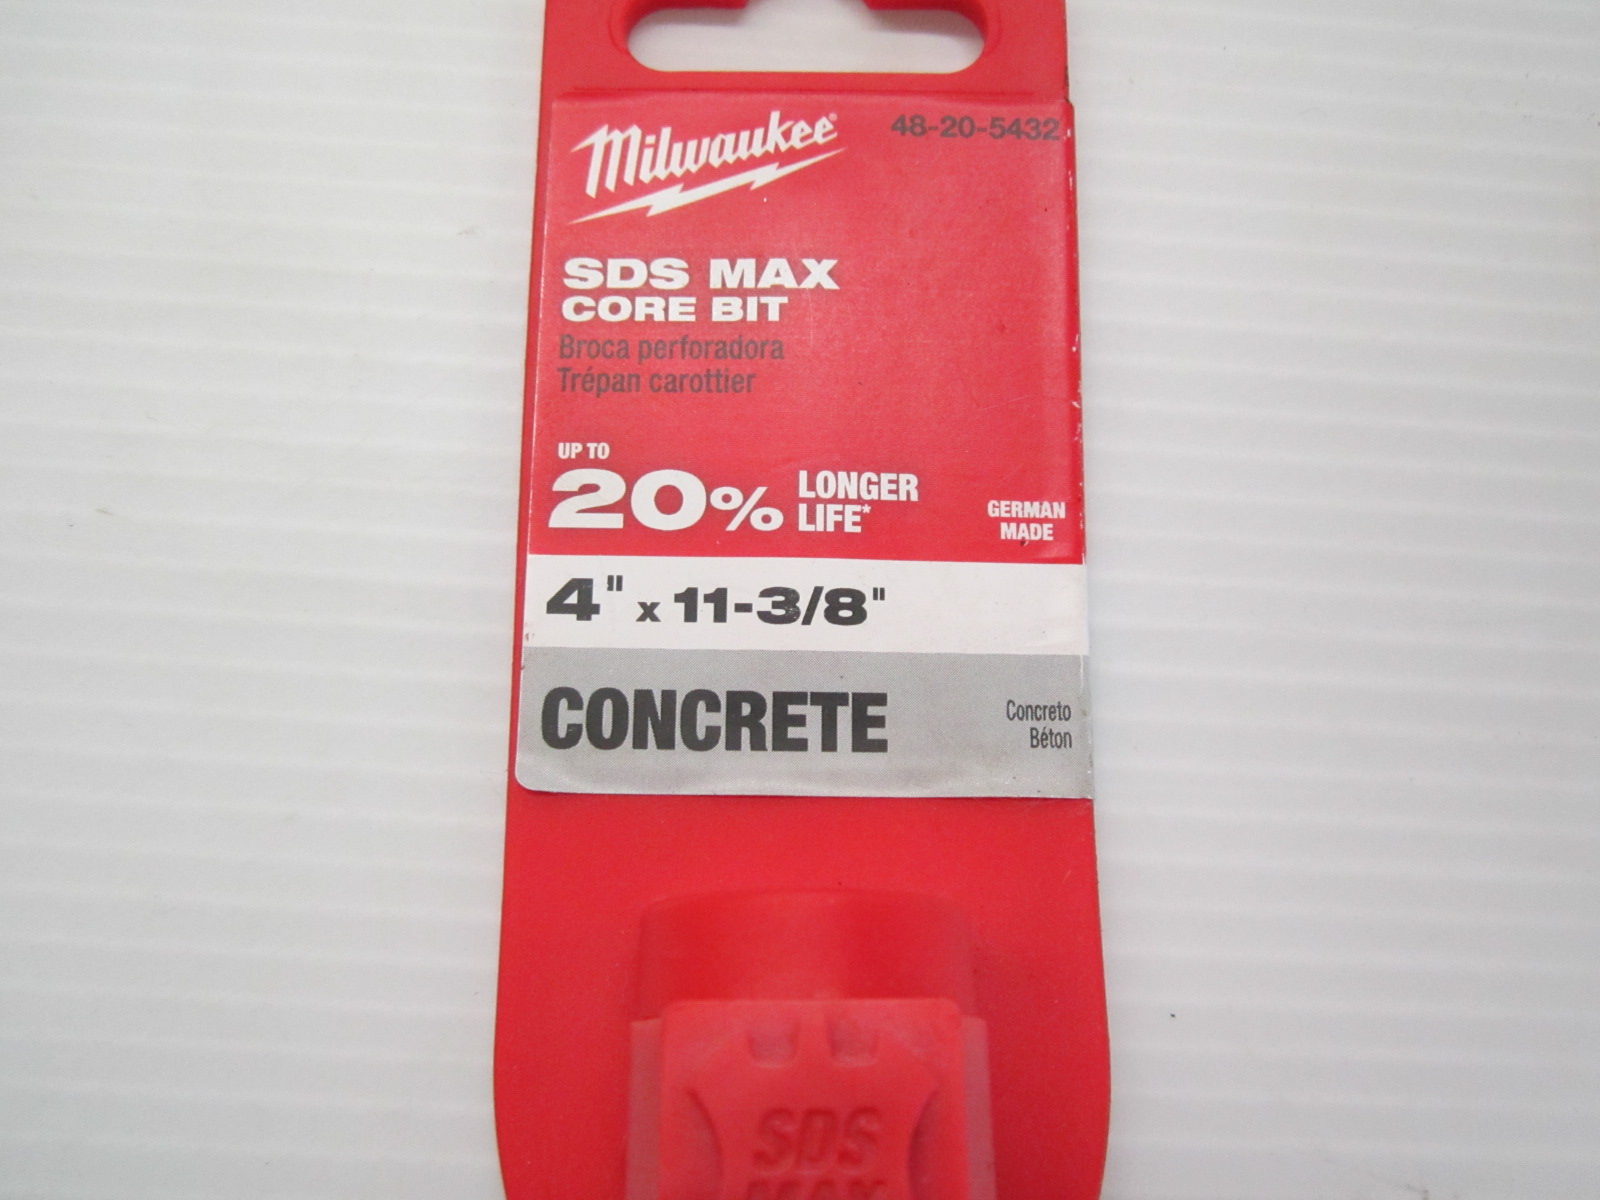 Milwaukee®
48-20-5432
SDS MAX
CORE BIT
Broca perforadora
Trépan carottier
UP TO
20% LONGER LIFE*
GERMAN
MADE
4" x 11-3/8"
CONCRETE
Concreto
Béton
SDS
MAX